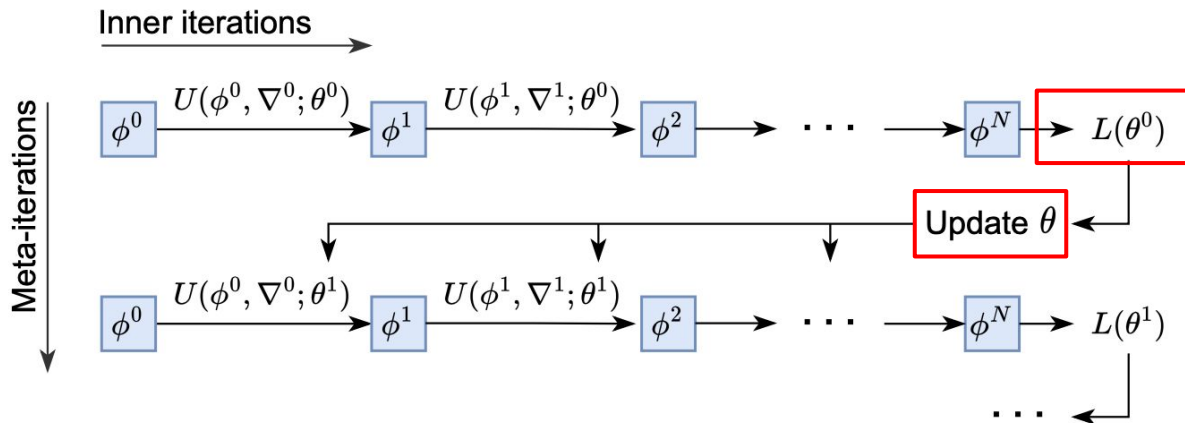 Inner iterations
Meta-iterations
U(ϕ⁰, ∇⁰; θ⁰) U(ϕ¹, ∇¹; θ⁰)
ϕ⁰ ϕ¹ ϕ² ··· ϕᴺ L(θ⁰)
Update θ
U(ϕ⁰, ∇⁰; θ¹) U(ϕ¹, ∇¹; θ¹)
ϕ⁰ ϕ¹ ϕ² ··· ϕᴺ L(θ¹)
···